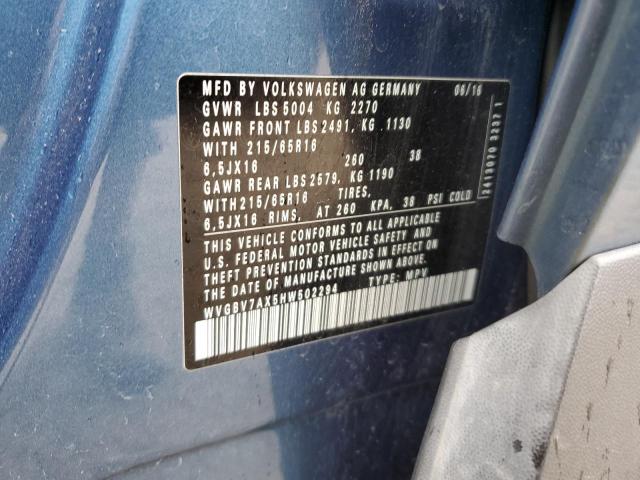 MFD BY VOLKSWAGEN AG GERMANY 06/16
GVWR LBS 5004 KG 2270
GAWR FRONT LBS 2491, KG 1130
WITH 215/65R16
6,5JX16 260 38
GAWR REAR LBS 2579, KG 1190
WITH 215/65R16 TIRES,
6,5JX16 RIMS, AT 260 KPA, 38 PSI COLD
THIS VEHICLE CONFORMS TO ALL APPLICABLE
U.S. FEDERAL MOTOR VEHICLE SAFETY AND
THEFT PREVENTION STANDARDS IN EFFECT ON
THE DATE OF MANUFACTURE SHOWN ABOVE.
WVGBV7AX5HW502294 TYPE: MPV
2413070 3237 1